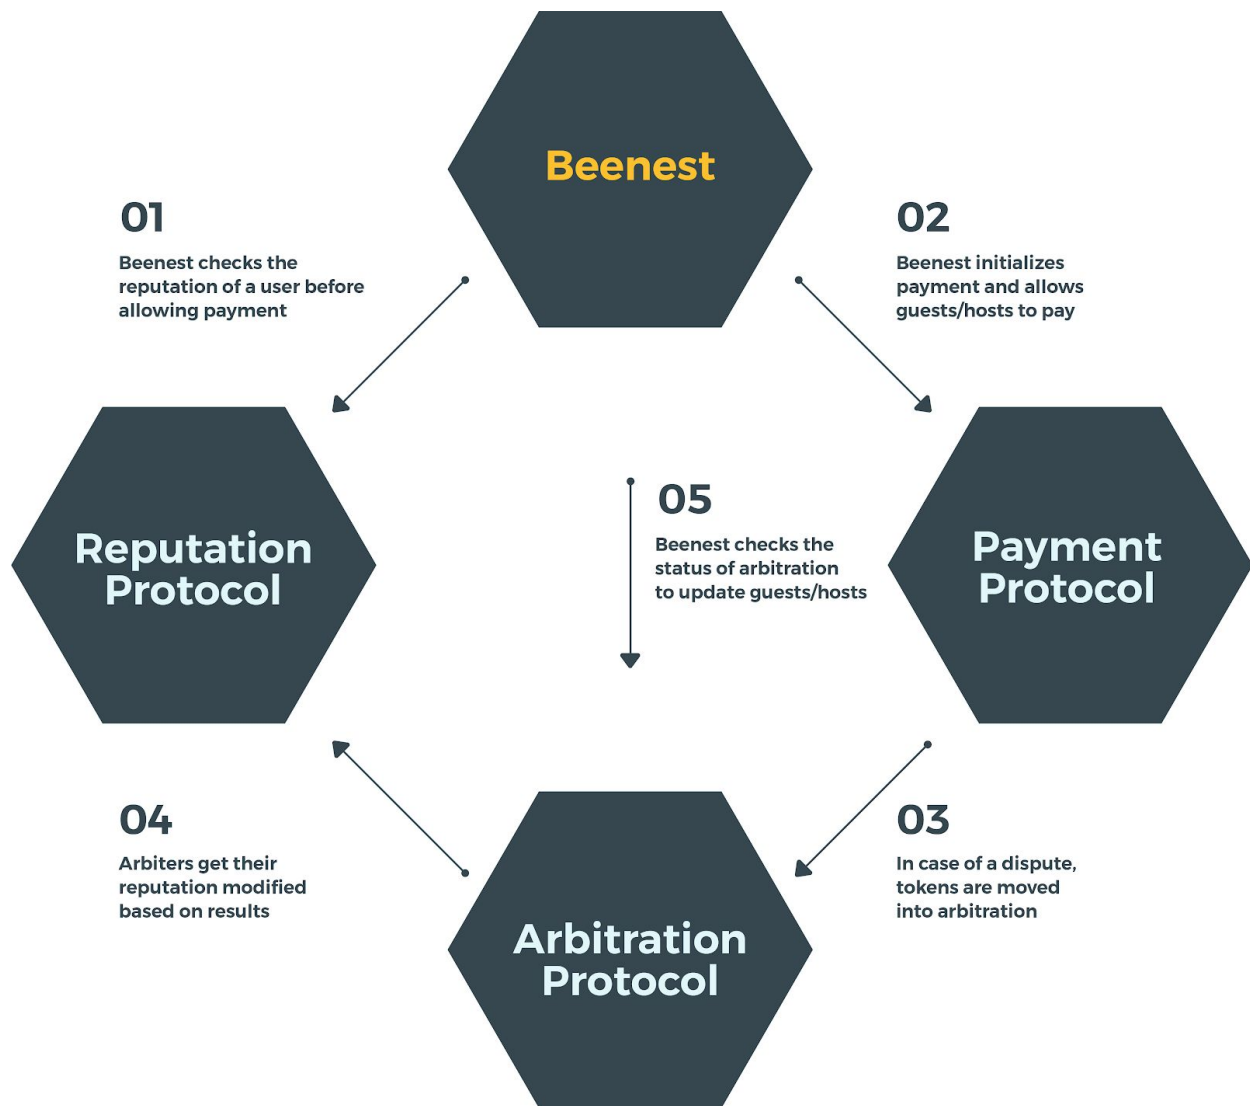 Beenest
01
Beenest checks the
reputation of a user before
allowing payment
02
Beenest initializes
payment and allows
guests/hosts to pay
Reputation
Protocol
05
Beenest checks the
status of arbitration
to update guests/hosts
Payment
Protocol
04
Arbiters get their
reputation modified
based on results
Arbitration
Protocol
03
In case of a dispute,
tokens are moved
into arbitration